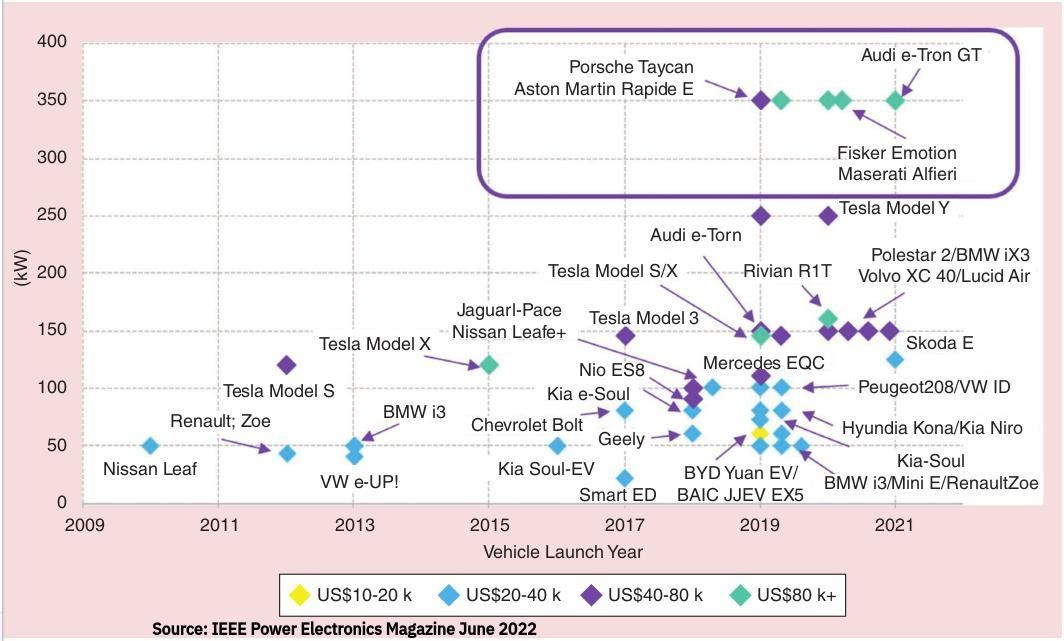 400
350
300
250
200
150
100
50
0
(kW)
2009
2011
2013
2015
2017
2019
2021
Vehicle Launch Year
Porsche Taycan
Aston Martin Rapide E
Audi e-Tron GT
Fisker Emotion
Maserati Alfieri
Tesla Model Y
Audi e-Torn
Polestar 2/BMW iX3
Volvo XC 40/Lucid Air
Tesla Model S/X
Rivian R1T
Jaguarl-Pace
Nissan Leafe+
Tesla Model 3
Tesla Model X
Skoda E
Mercedes EQC
Nio ES8
Tesla Model S
Kia e-Soul
Peugeot208/VW ID
BMW i3
Renault; Zoe
Chevrolet Bolt
Geely
Hyundia Kona/Kia Niro
Nissan Leaf
VW e-UP!
Kia Soul-EV
Kia-Soul
BYD Yuan EV/
BAIC JJEV EX5
BMW i3/Mini E/RenaultZoe
Smart ED
US$10-20 k
US$20-40 k
US$40-80 k
US$80 k+
Source: IEEE Power Electronics Magazine June 2022